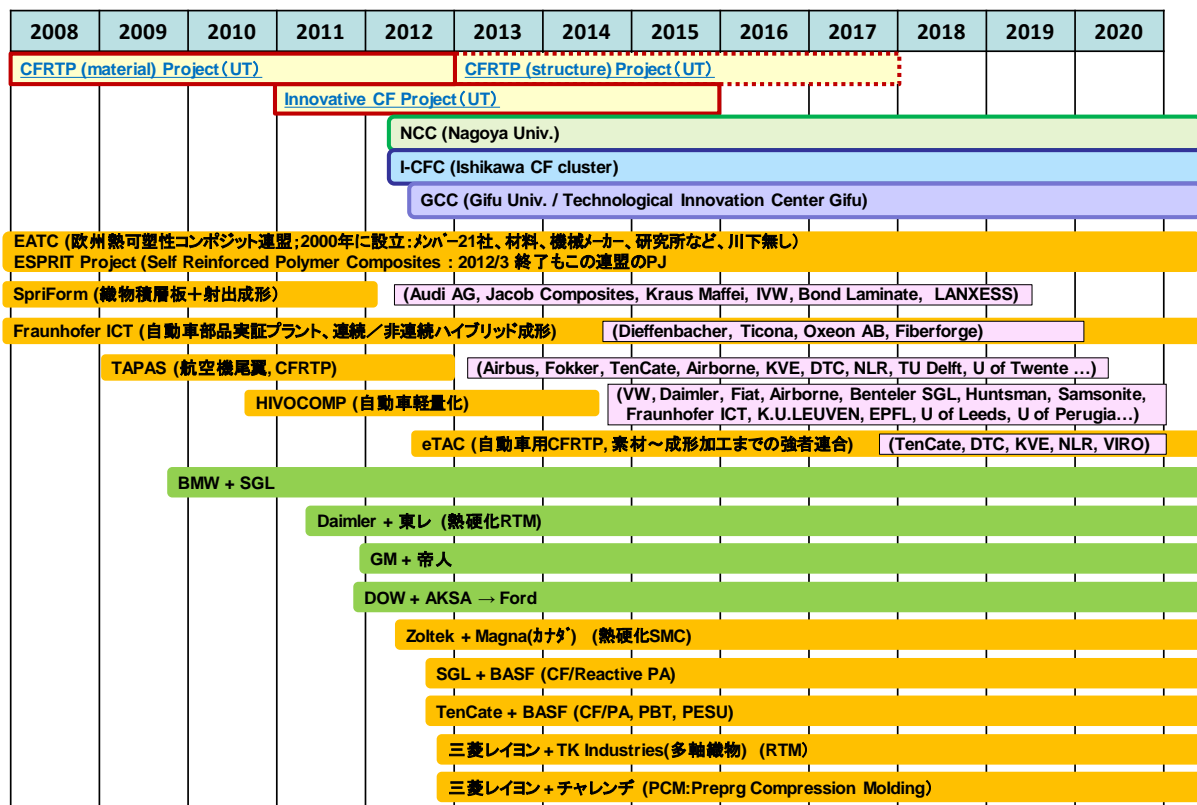 2008 2009 2010 2011 2012 2013 2014 2015 2016 2017 2018 2019 2020
CFRTP (material) Project(UT) CFRTP (structure) Project(UT)
Innovative CF Project(UT)
NCC (Nagoya Univ.)
I-CFC (Ishikawa CF cluster)
GCC (Gifu Univ. / Technological Innovation Center Gifu)
EATC (欧州熱可塑性コンポジット連盟;2000年に設立:メンバー21社、材料、機械メーカー、研究所など、川下無し)
ESPRIT Project (Self Reinforced Polymer Composites : 2012/3 終了もこの連盟のPJ
SpriForm (織物積層板+射出成形) (Audi AG, Jacob Composites, Kraus Maffei, IVW, Bond Laminate, LANXESS)
Fraunhofer ICT (自動車部品実証プラント、連続/非連続ハイブリッド成形) (Dieffenbacher, Ticona, Oxeon AB, Fiberforge)
TAPAS (航空機尾翼, CFRTP) (Airbus, Fokker, TenCate, Airborne, KVE, DTC, NLR, TU Delft, U of Twente …)
HIVOCOMP (自動車軽量化) (VW, Daimler, Fiat, Airborne, Benteler SGL, Huntsman, Samsonite,
Fraunhofer ICT, K.U.LEUVEN, EPFL, U of Leeds, U of Perugia…)
eTAC (自動車用CFRTP, 素材~成形加工までの強者連合) (TenCate, DTC, KVE, NLR, VIRO)
BMW + SGL
Daimler + 東レ (熱硬化RTM)
GM + 帝人
DOW + AKSA → Ford
Zoltek + Magna(カナダ) (熱硬化SMC)
SGL + BASF (CF/Reactive PA)
TenCate + BASF (CF/PA, PBT, PESU)
三菱レイヨン + TK Industries(多軸織物) (RTM)
三菱レイヨン + チャレンヂ (PCM:Preprg Compression Molding)